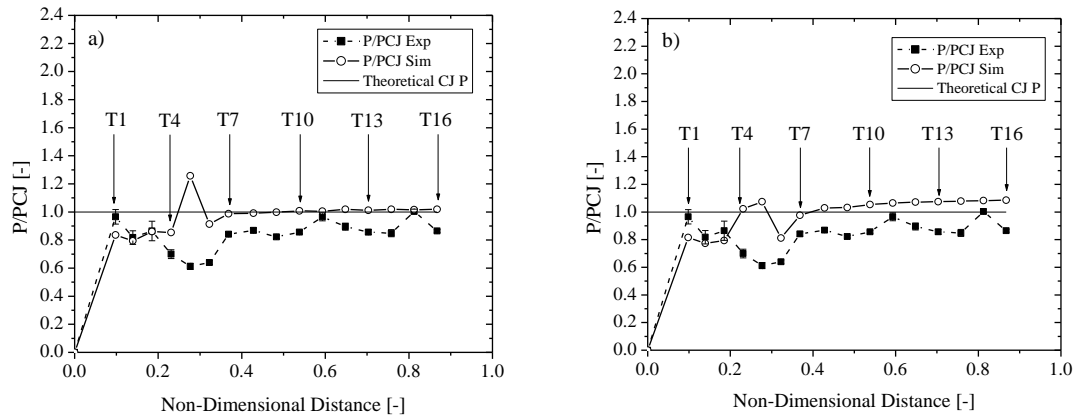 a)
P/PCJ Exp
P/PCJ Sim
Theoretical CJ P
T1 T4 T7 T10 T13 T16
2.4
2.2
2.0
1.8
1.6
1.4
1.2
1.0
0.8
0.6
0.4
0.2
0.0
P/PCJ [-]
0.0 0.2 0.4 0.6 0.8 1.0
Non-Dimensional Distance [-]
b)
P/PCJ Exp
P/PCJ Sim
Theoretical CJ P
T1 T4 T7 T10 T13 T16
2.4
2.2
2.0
1.8
1.6
1.4
1.2
1.0
0.8
0.6
0.4
0.2
0.0
P/PCJ [-]
0.0 0.2 0.4 0.6 0.8 1.0
Non-Dimensional Distance [-]